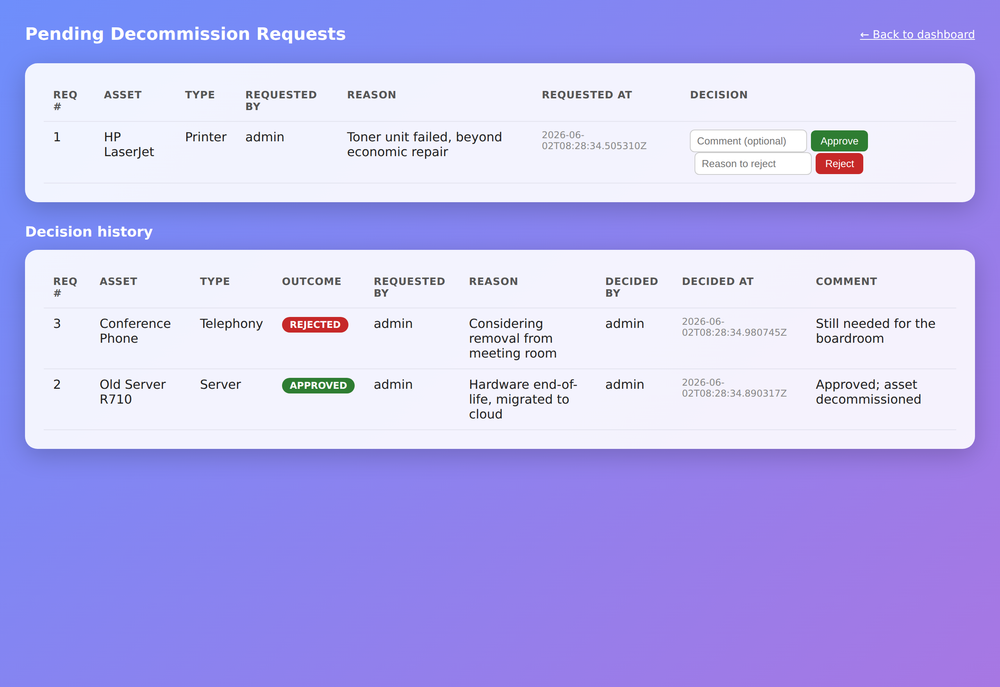 Pending Decommission Requests
← Back to dashboard
REQ # ASSET TYPE REQUESTED BY REASON REQUESTED AT DECISION
1 HP LaserJet Printer admin Toner unit failed, beyond economic repair 2026-06-02T08:28:34.505310Z Comment (optional) Approve
Reason to reject Reject
Decision history
REQ # ASSET TYPE OUTCOME REQUESTED BY REASON DECIDED BY DECIDED AT COMMENT
3 Conference Phone Telephony REJECTED admin Considering removal from meeting room admin 2026-06-02T08:28:34.980745Z Still needed for the boardroom
2 Old Server R710 Server APPROVED admin Hardware end-of-life, migrated to cloud admin 2026-06-02T08:28:34.890317Z Approved; asset decommissioned